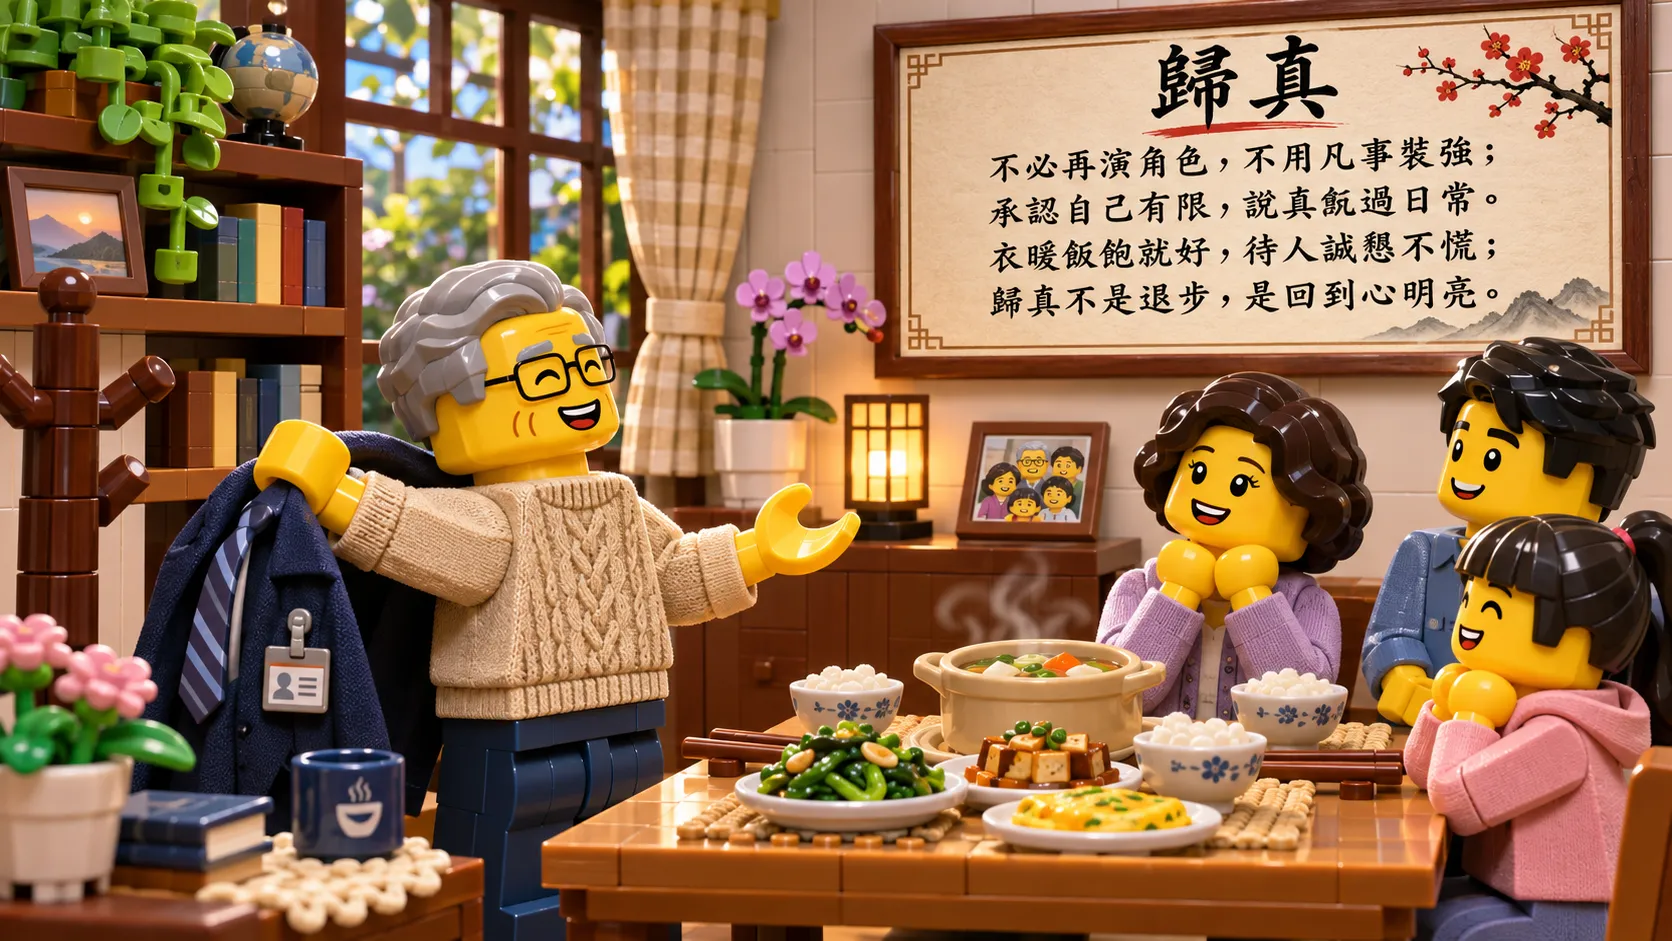 歸真
不必再演角色，不用凡事裝強；
承認自己有限，說真飢過日常。
衣暖飯飽就好，待人誠懇不慌；
歸真不是退步，是回到心明亮。